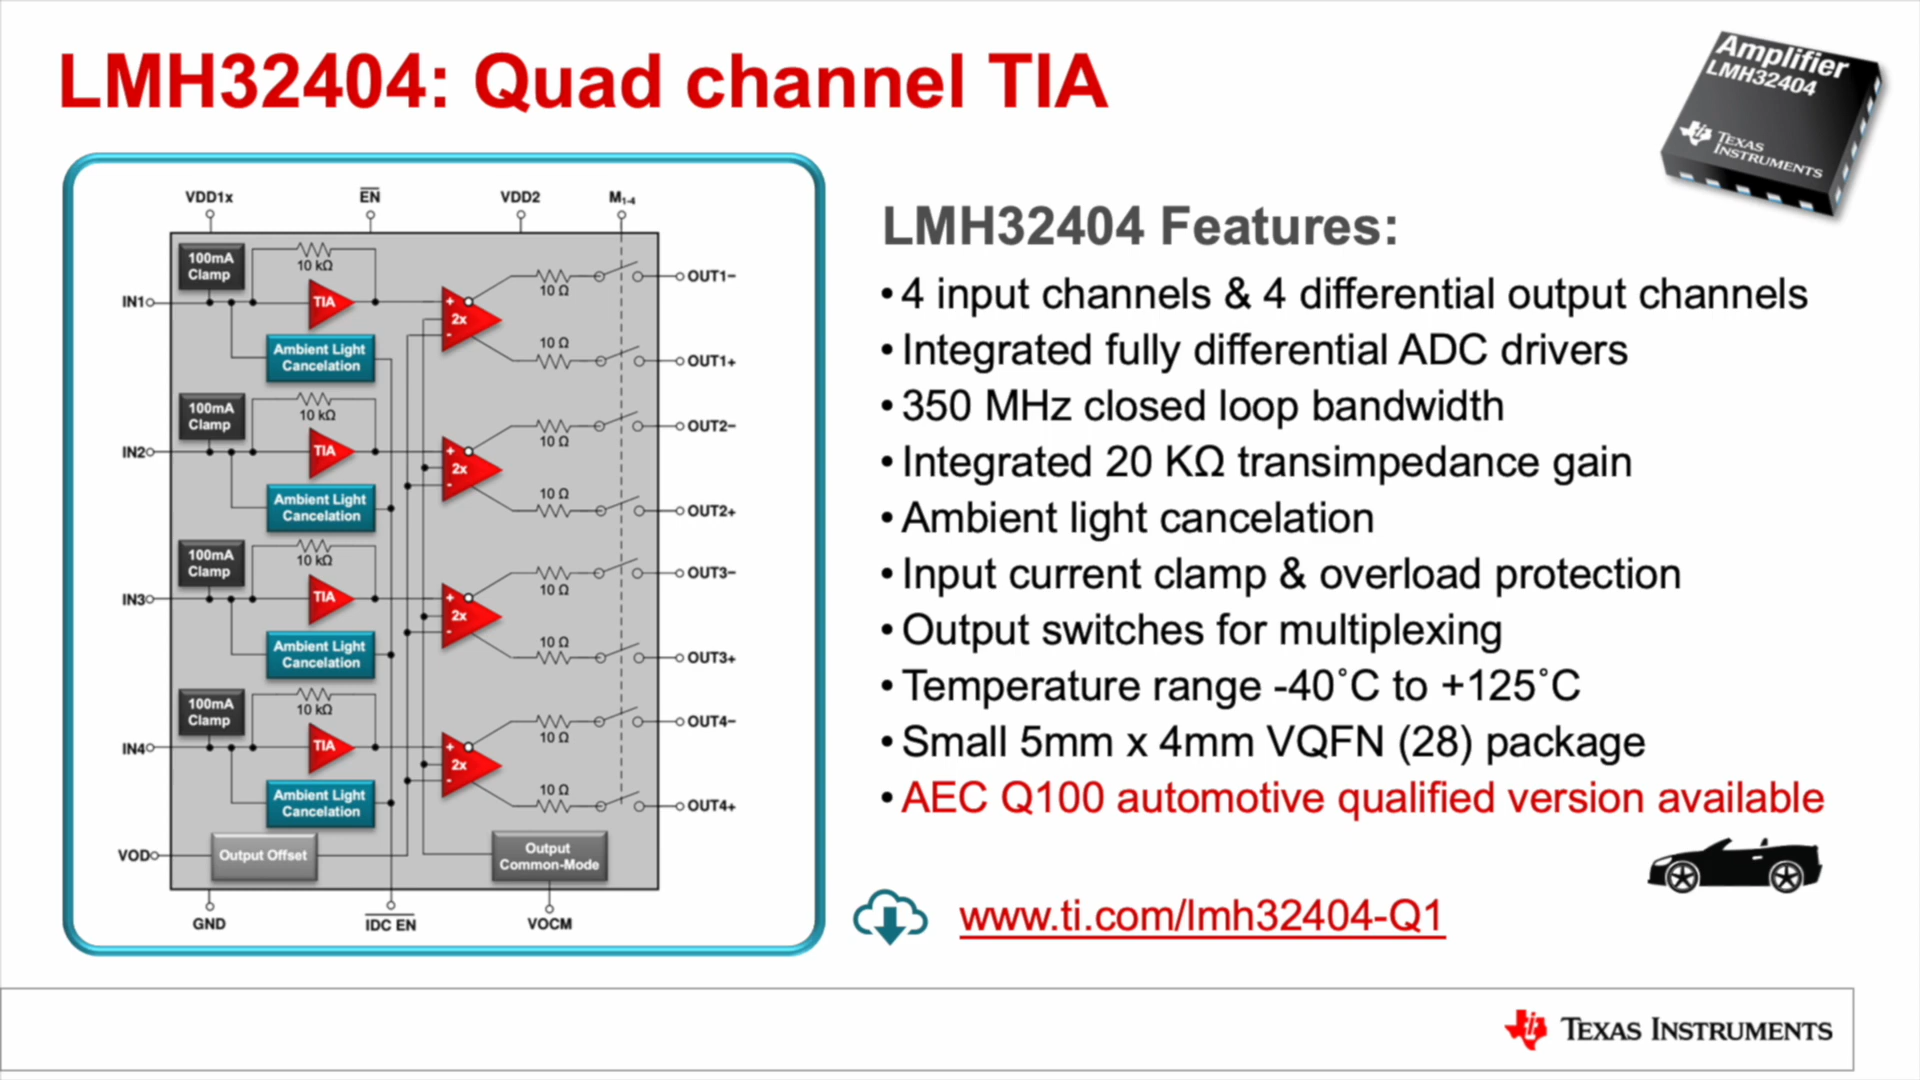 LMH32404: Quad channel TIA
Amplifier
LMH32404
TEXAS
INSTRUMENTS
VDD1x
EN
VDD2
M1-4
100mA
Clamp
10 kΩ
IN1
TIA
+
2x
-
10 Ω
OUT1−
10 Ω
OUT1+
Ambient Light
Cancelation
100mA
Clamp
10 kΩ
IN2
TIA
+
2x
-
10 Ω
OUT2−
10 Ω
OUT2+
Ambient Light
Cancelation
100mA
Clamp
10 kΩ
IN3
TIA
+
2x
-
10 Ω
OUT3−
10 Ω
OUT3+
Ambient Light
Cancelation
100mA
Clamp
10 kΩ
IN4
TIA
+
2x
-
10 Ω
OUT4−
10 Ω
OUT4+
Ambient Light
Cancelation
VOD
Output Offset
Output
Common-Mode
GND
IDC EN
VOCM
LMH32404 Features:
• 4 input channels & 4 differential output channels
• Integrated fully differential ADC drivers
• 350 MHz closed loop bandwidth
• Integrated 20 KΩ transimpedance gain
• Ambient light cancelation
• Input current clamp & overload protection
• Output switches for multiplexing
• Temperature range -40˚C to +125˚C
• Small 5mm x 4mm VQFN (28) package
• AEC Q100 automotive qualified version available
www.ti.com/lmh32404-Q1
TEXAS INSTRUMENTS